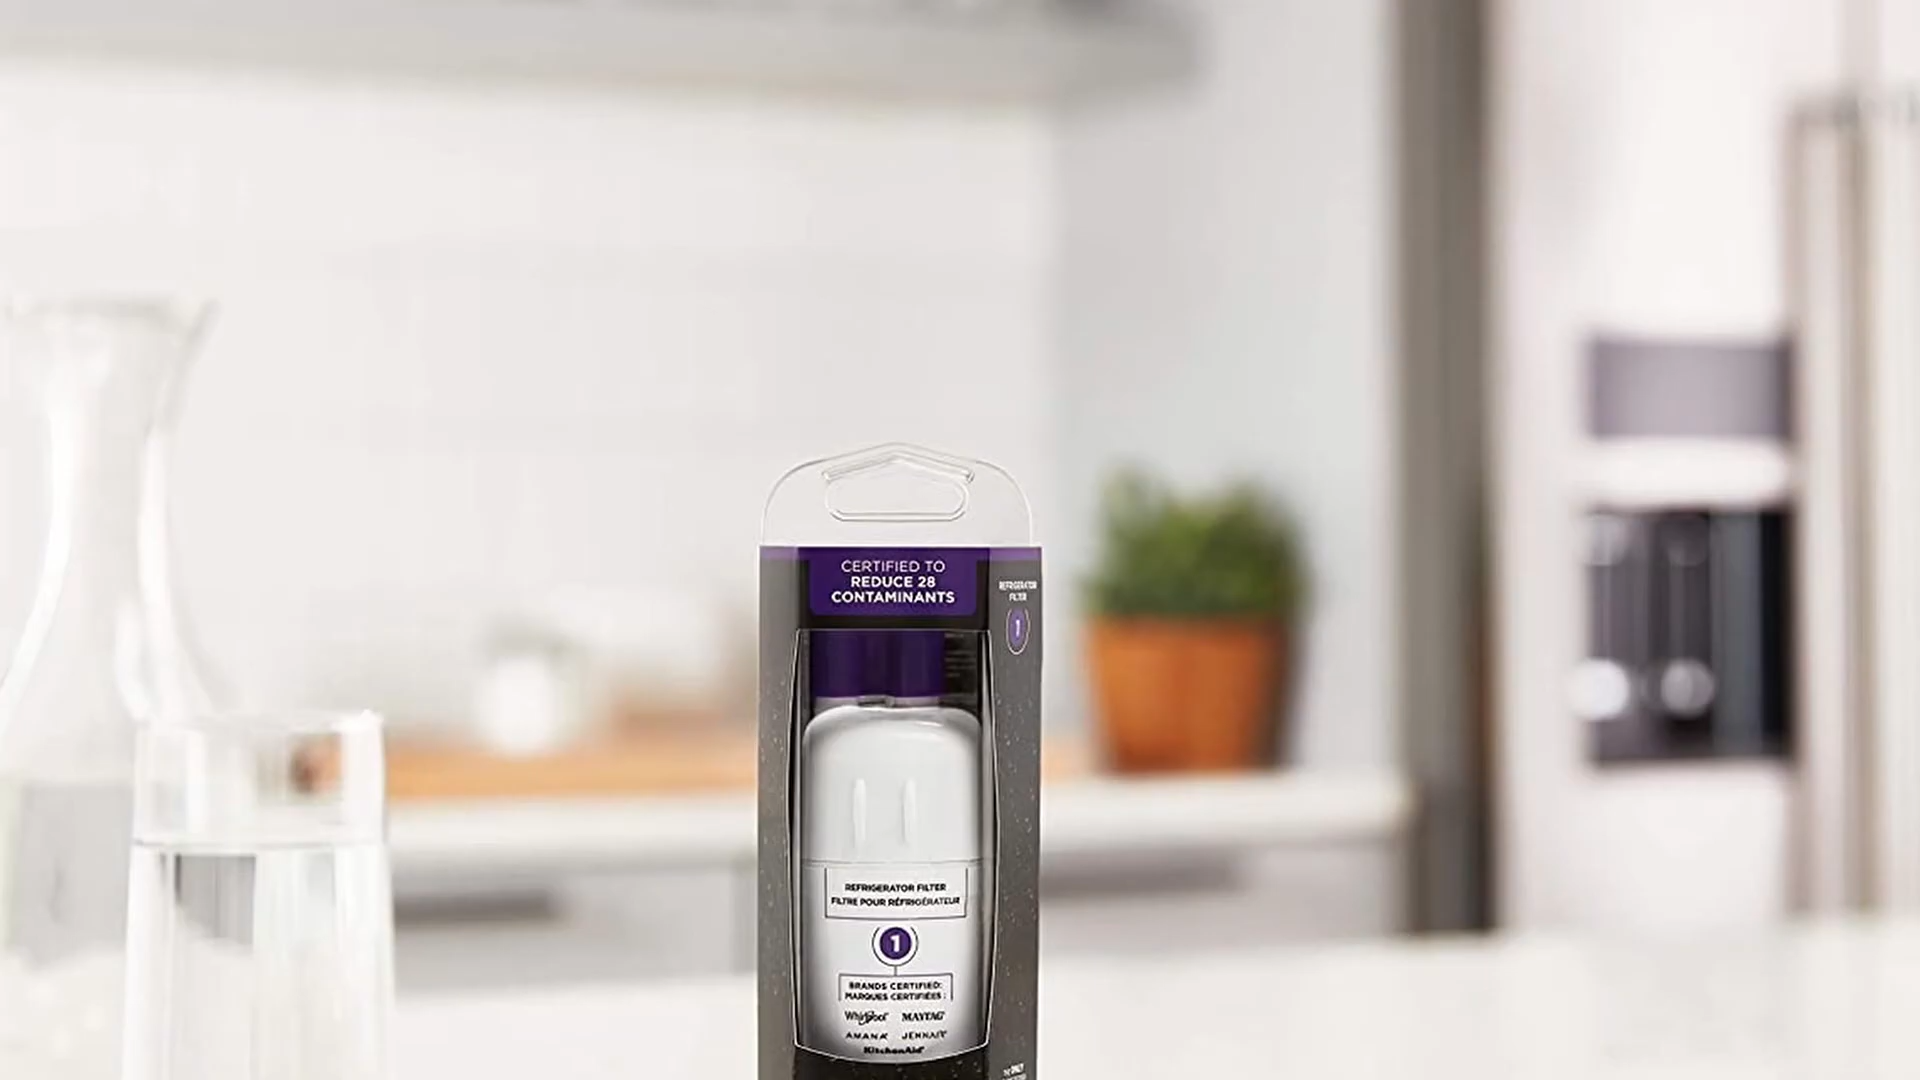 CERTIFIED TO
REDUCE 28
CONTAMINANTS
REFRIGERATOR
FILTER
1
REFRIGERATOR FILTER
FILTRE POUR RÉFRIGÉRATEUR
1
BRANDS CERTIFIED:
MARQUES CERTIFIÉES :
Whirlpool MAYTAG
AMANA JENNAIR
KitchenAid
ONLY